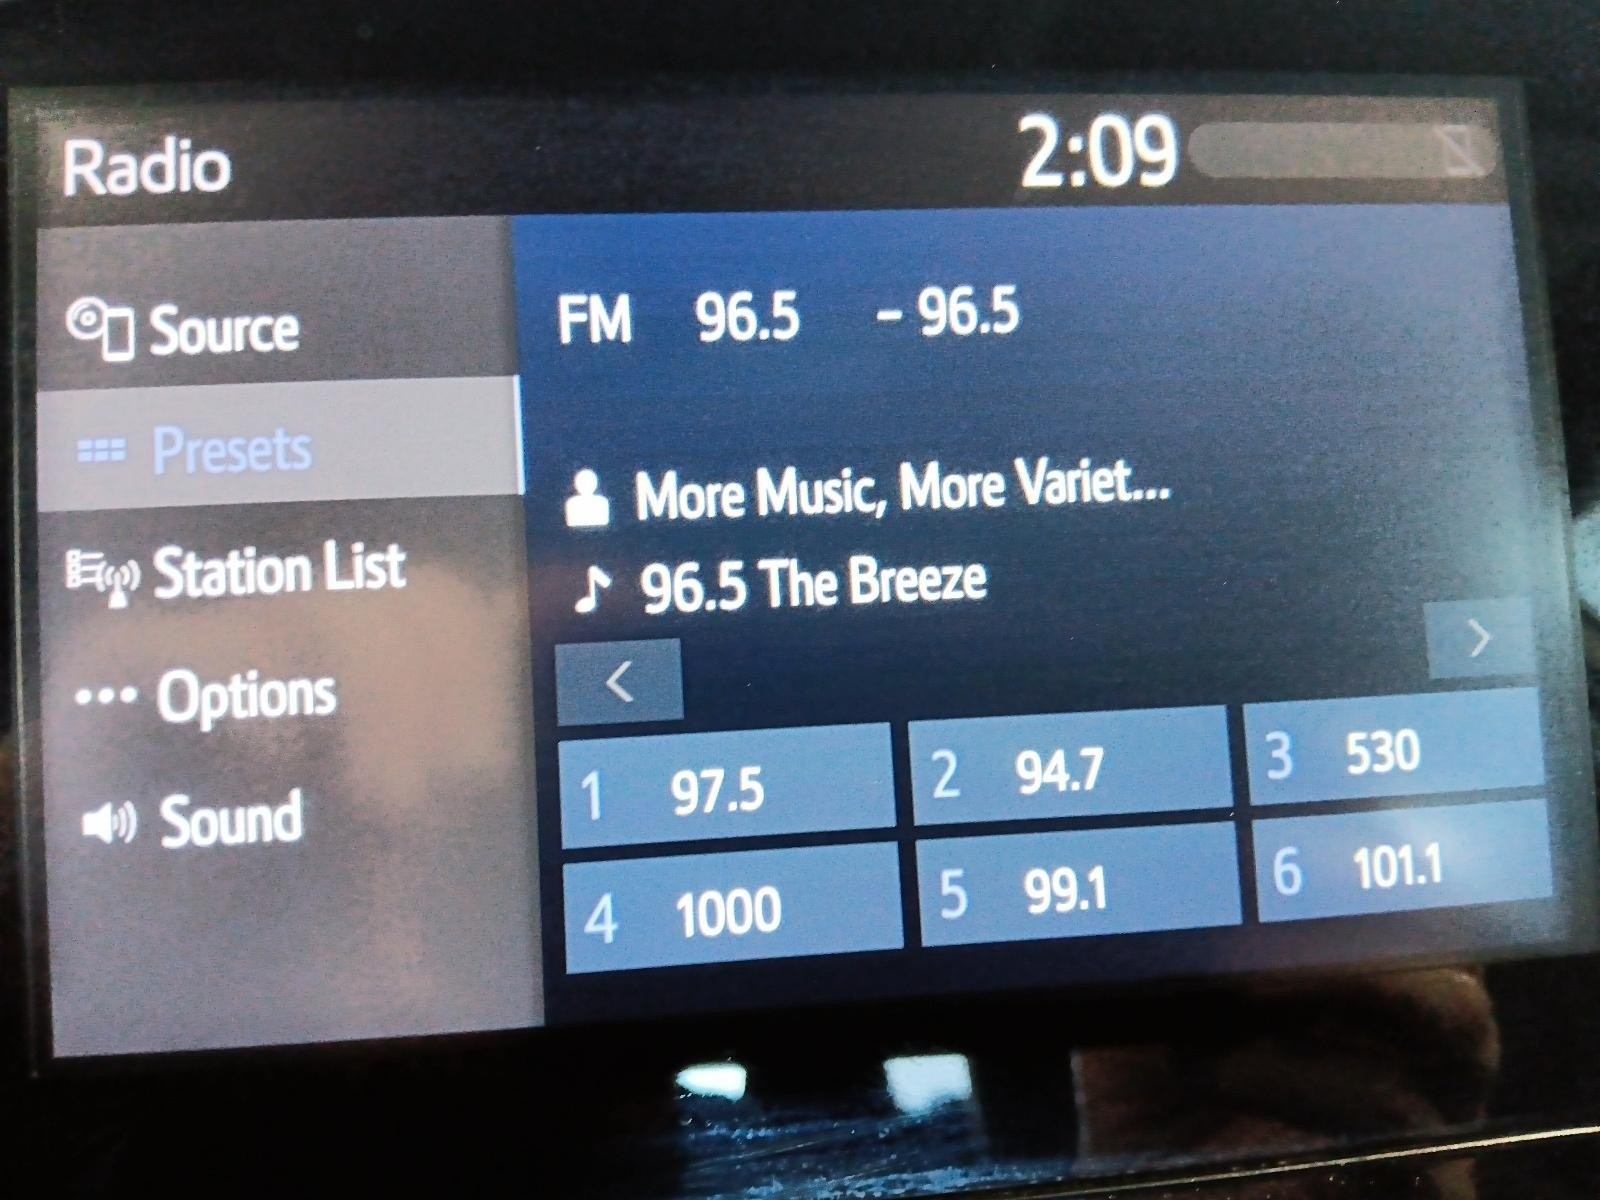 Radio
2:09
Source
Presets
Station List
Options
Sound
FM 96.5 - 96.5
More Music, More Variet...
96.5 The Breeze
< >
1 97.5 2 94.7 3 530
4 1000 5 99.1 6 101.1